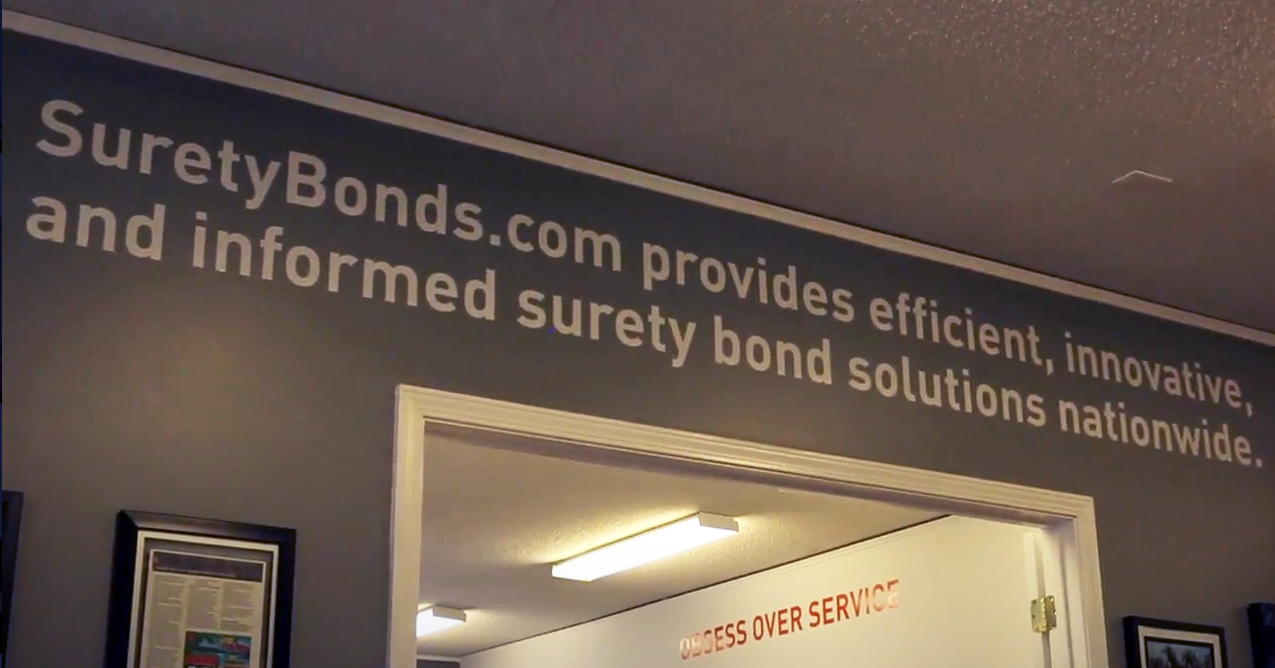 SuretyBonds.com provides efficient, innovative,
and informed surety bond solutions nationwide.
OBSESS OVER SERVICE